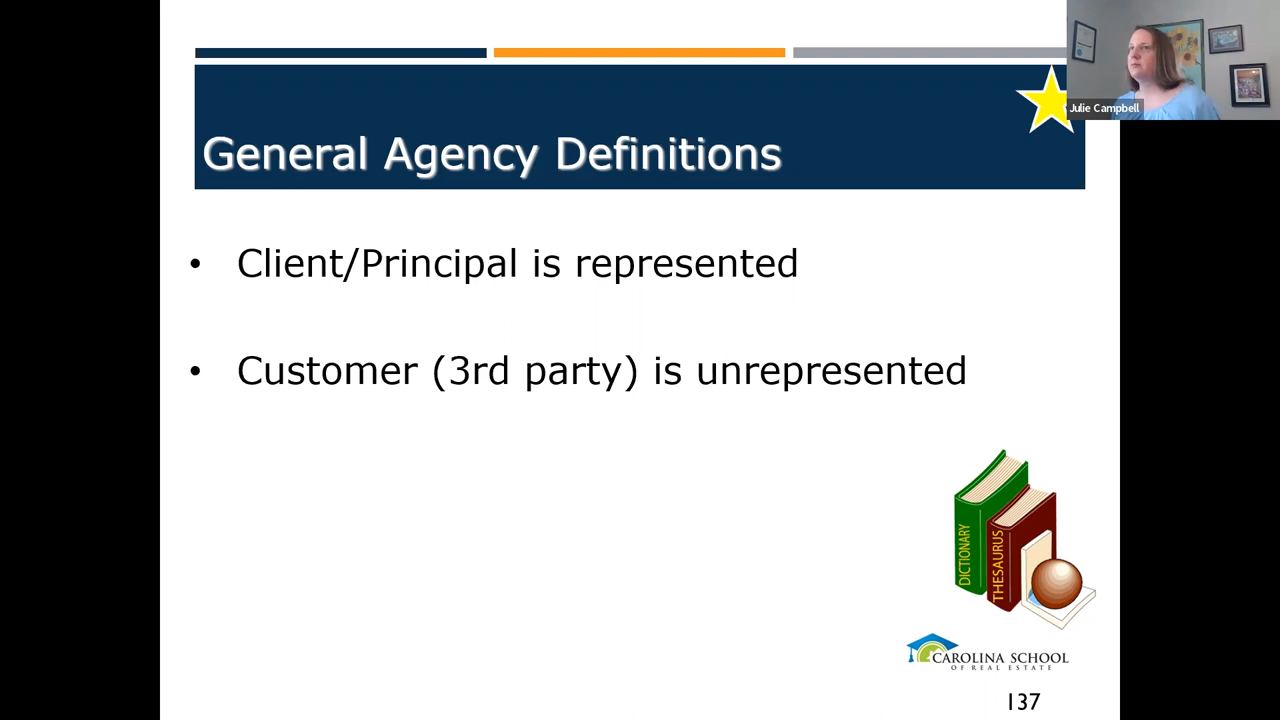 Julie Campbell
General Agency Definitions
• Client/Principal is represented
• Customer (3rd party) is unrepresented
DICTIONARY
THESAURUS
CAROLINA SCHOOL
OF REAL ESTATE
137